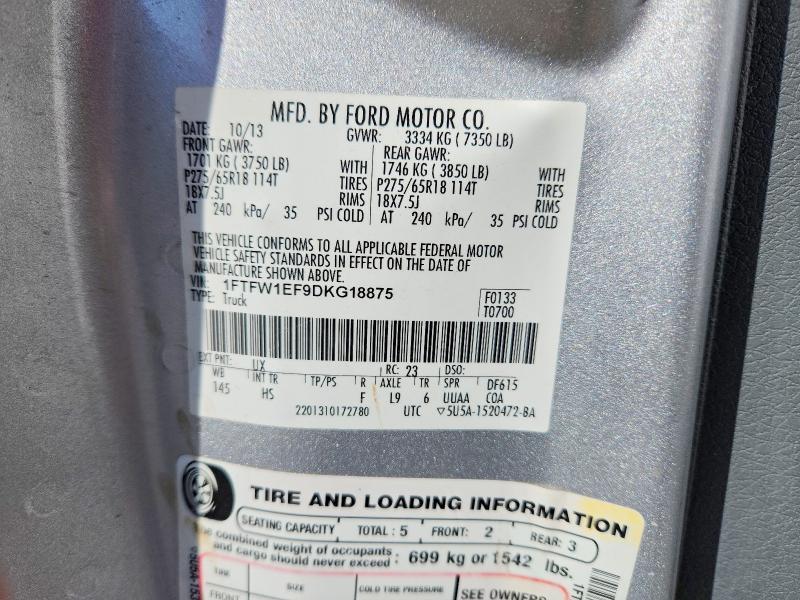 MFD. BY FORD MOTOR CO.
DATE: 10/13 GVWR: 3334 KG ( 7350 LB)
FRONT GAWR: REAR GAWR:
1701 KG ( 3750 LB) WITH 1746 KG ( 3850 LB) WITH
P275/65R18 114T TIRES P275/65R18 114T TIRES
18X7.5J RIMS 18X7.5J RIMS
AT 240 kPa/ 35 PSI COLD AT 240 kPa/ 35 PSI COLD
THIS VEHICLE CONFORMS TO ALL APPLICABLE FEDERAL MOTOR
VEHICLE SAFETY STANDARDS IN EFFECT ON THE DATE OF
MANUFACTURE SHOWN ABOVE.
VIN: 1FTFW1EF9DKG18875 F0133
TYPE: Truck T0700
EXT PNT: UX RC: 23 DSO:
WB INT TR TP/PS R AXLE TR SPR DF615
145 HS F L9 6 UUAA COA
2201310172780 UTC ▽5U5A-1520472-BA
TIRE AND LOADING INFORMATION
SEATING CAPACITY TOTAL : 5 FRONT: 2 REAR: 3
The combined weight of occupants
and cargo should never exceed : 699 kg or 1542 lbs.
TIRE SIZE COLD TIRE PRESSURE SEE OWNERS
FRONT